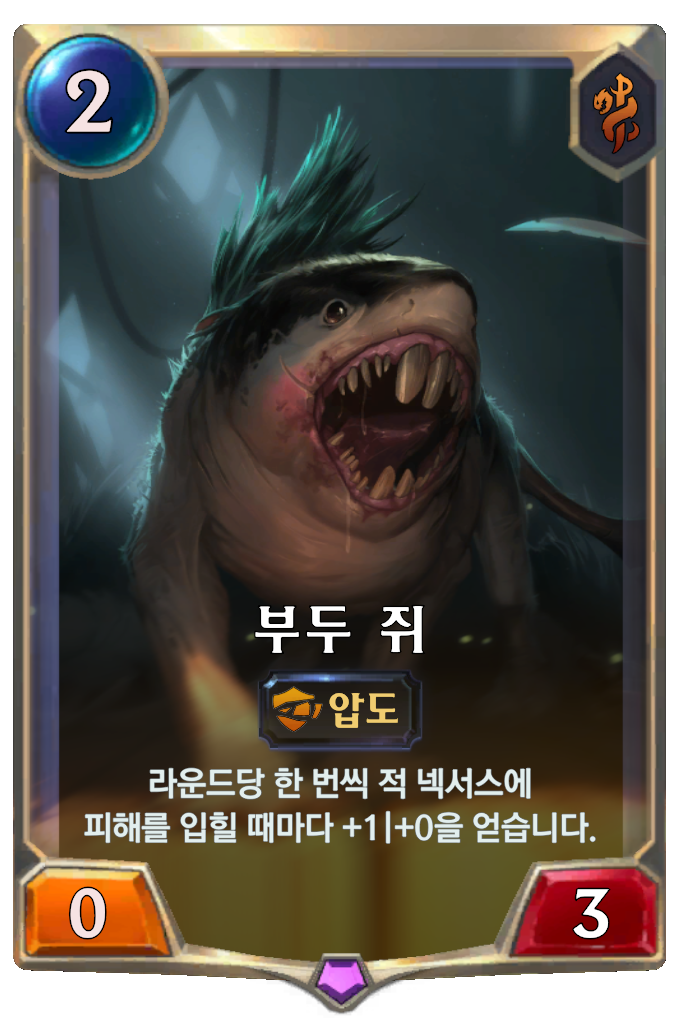 2
부두 쥐
압도
라운드당 한 번씩 적 넥서스에
피해를 입힐 때마다 +1|+0을 얻습니다.
0
3